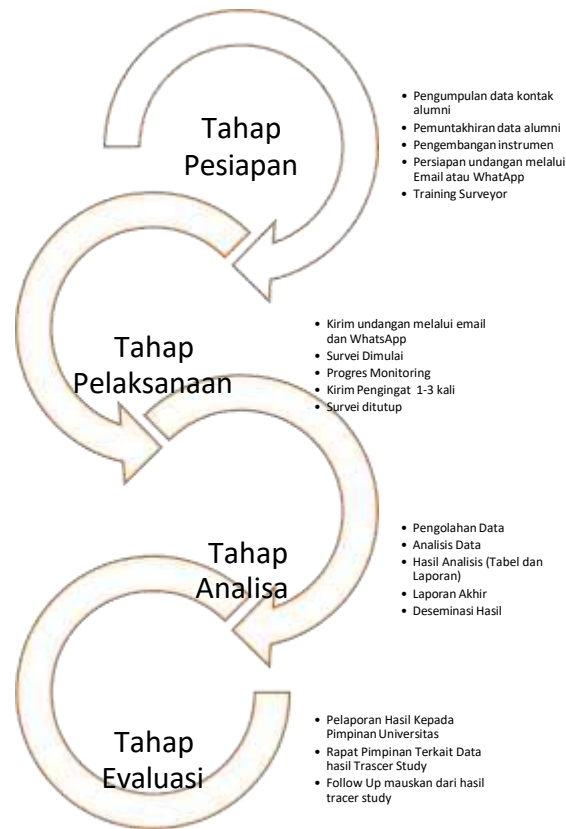 Tahap
Pesiapan
• Pengumpulan data kontak
alumni
• Pemuntakhiran data alumni
• Pengembangan instrumen
• Persiapan undangan melalui
Email atau WhatApp
• Training Surveyor
Tahap
Pelaksanaan
• Kirim undangan melalui email
dan WhatsApp
• Survei Dimulai
• Progres Monitoring
• Kirim Pengingat 1-3 kali
• Survei ditutup
Tahap
Analisa
• Pengolahan Data
• Analisis Data
• Hasil Analisis (Tabel dan
Laporan)
• Laporan Akhir
• Deseminasi Hasil
Tahap
Evaluasi
• Pelaporan Hasil Kepada
Pimpinan Universitas
• Rapat Pimpinan Terkait Data
hasil Trascer Study
• Follow Up mauskan dari hasil
tracer study